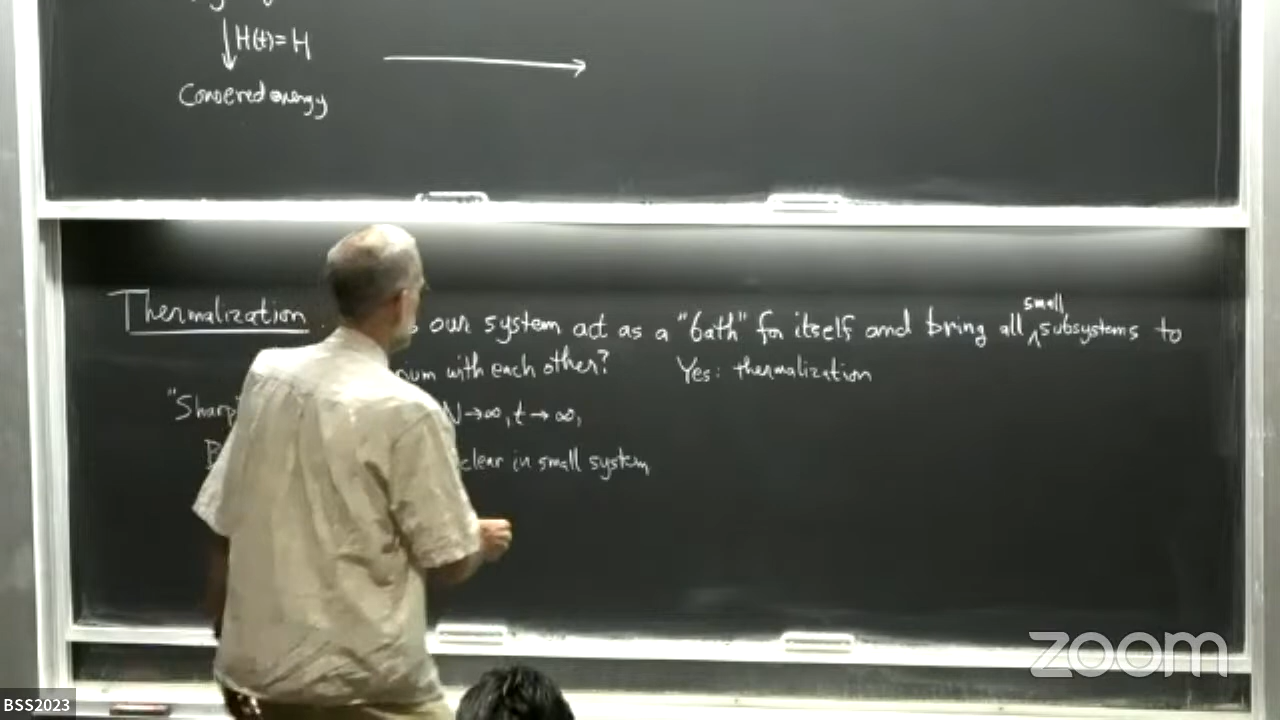 H(t)=H
Conserved energy
Thermalization our system act as a "bath" for itself and bring all small subsystems to
with each other? Yes: thermalization
"Sharp N→∞, t→∞,
clear in small system
zoom
BSS2023